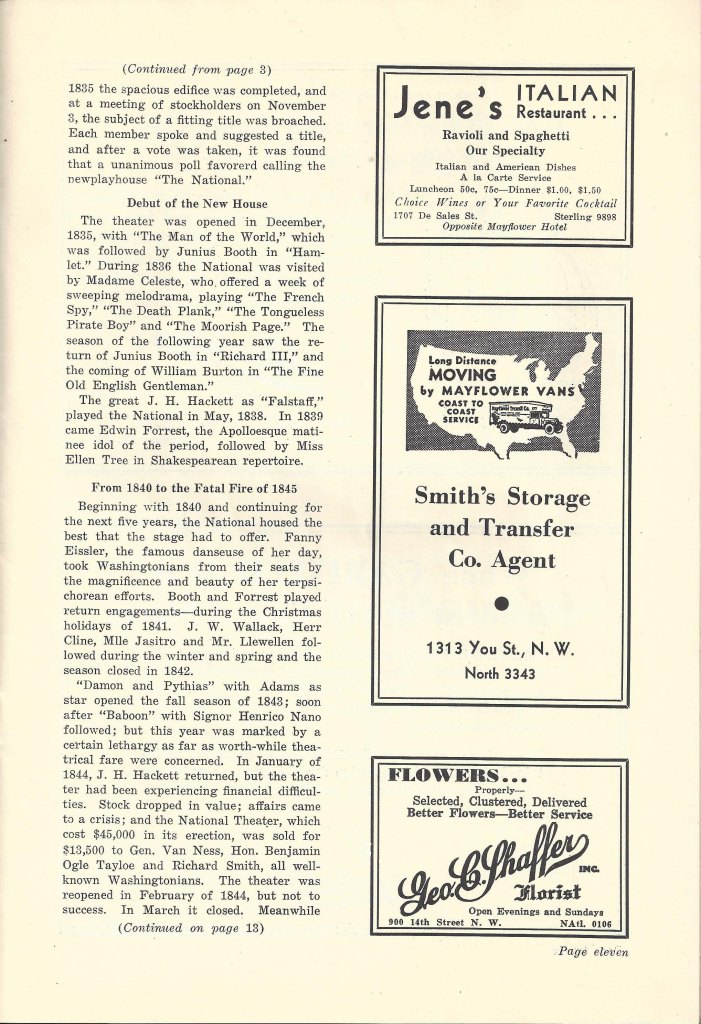 (Continued from page 3)
1835 the spacious edifice was completed, and
at a meeting of stockholders on November
3, the subject of a fitting title was broached.
Each member spoke and suggested a title,
and after a vote was taken, it was found
that a unanimous poll favorerd calling the
newplayhouse "The National."
Debut of the New House
The theater was opened in December,
1835, with "The Man of the World," which
was followed by Junius Booth in "Ham-
let." During 1836 the National was visited
by Madame Celeste, who offered a week of
sweeping melodrama, playing "The French
Spy," "The Death Plank," "The Tongueless
Pirate Boy" and "The Moorish Page." The
season of the following year saw the re-
turn of Junius Booth in "Richard III," and
the coming of William Burton in "The Fine
Old English Gentleman."
The great J. H. Hackett as "Falstaff,"
played the National in May, 1838. In 1839
came Edwin Forrest, the Apolloesque mati-
nee idol of the period, followed by Miss
Ellen Tree in Shakespearean repertoire.
From 1840 to the Fatal Fire of 1845
Beginning with 1840 and continuing for
the next five years, the National housed the
best that the stage had to offer. Fanny
Eissler, the famous danseuse of her day,
took Washingtonians from their seats by
the magnificence and beauty of her terpsi-
chorean efforts. Booth and Forrest played
return engagements—during the Christmas
holidays of 1841. J. W. Wallack, Herr
Cline, Mlle Jasitro and Mr. Llewellen fol-
lowed during the winter and spring and the
season closed in 1842.
"Damon and Pythias" with Adams as
star opened the fall season of 1843; soon
after "Baboon" with Signor Henrico Nano
followed; but this year was marked by a
certain lethargy as far as worth-while thea-
trical fare were concerned. In January of
1844, J. H. Hackett returned, but the thea-
ter had been experiencing financial difficul-
ties. Stock dropped in value; affairs came
to a crisis; and the National Theater, which
cost $45,000 in its erection, was sold for
$13,500 to Gen. Van Ness, Hon. Benjamin
Ogle Tayloe and Richard Smith, all well-
known Washingtonians. The theater was
reopened in February of 1844, but not to
success. In March it closed. Meanwhile
(Continued on page 13)
Jene's ITALIAN
Restaurant...
Ravioli and Spaghetti
Our Specialty
Italian and American Dishes
A la Carte Service
Luncheon 50c, 75c—Dinner $1.00, $1.50
Choice Wines or Your Favorite Cocktail
1707 De Sales St. Sterling 9898
Opposite Mayflower Hotel
Long Distance
MOVING
by MAYFLOWER VANS
COAST TO
COAST
SERVICE
Mayflower Transit Co.
Smith's Storage
and Transfer
Co. Agent
1313 You St., N. W.
North 3343
FLOWERS...
Properly—
Selected, Clustered, Delivered
Better Flowers—Better Service
Geo. C. Shaffer
INC.
Florist
Open Evenings and Sundays
900 14th Street N. W. NAtl. 0106
Page eleven